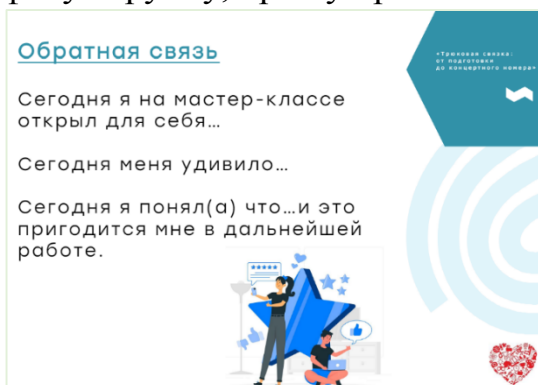 Обратная связь
«Трюковая связка:
от подготовки
до концертного номера»
Сегодня я на мастер-классе
открыл для себя...
Сегодня меня удивило...
Сегодня я понял(а) что...и это
пригодится мне в дальнейшей
работе.